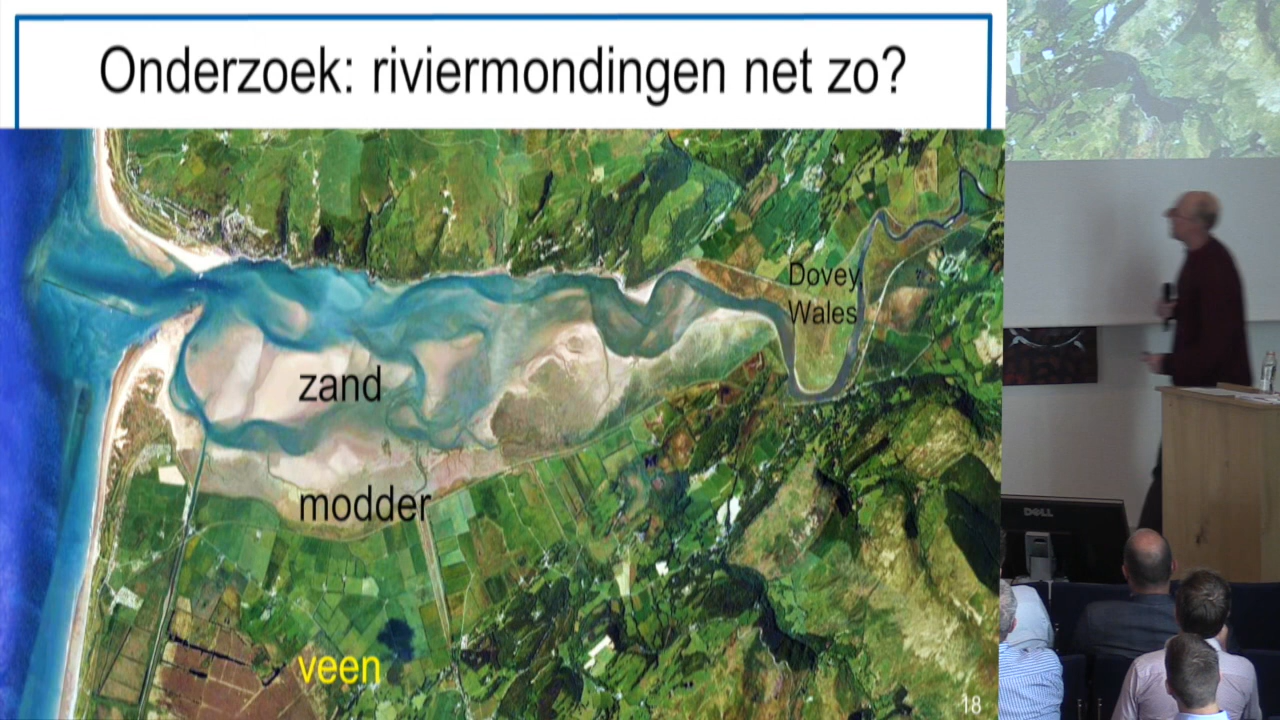 Onderzoek: riviermondingen net zo?
Dovey,
Wales
zand
modder
veen
18
DELL